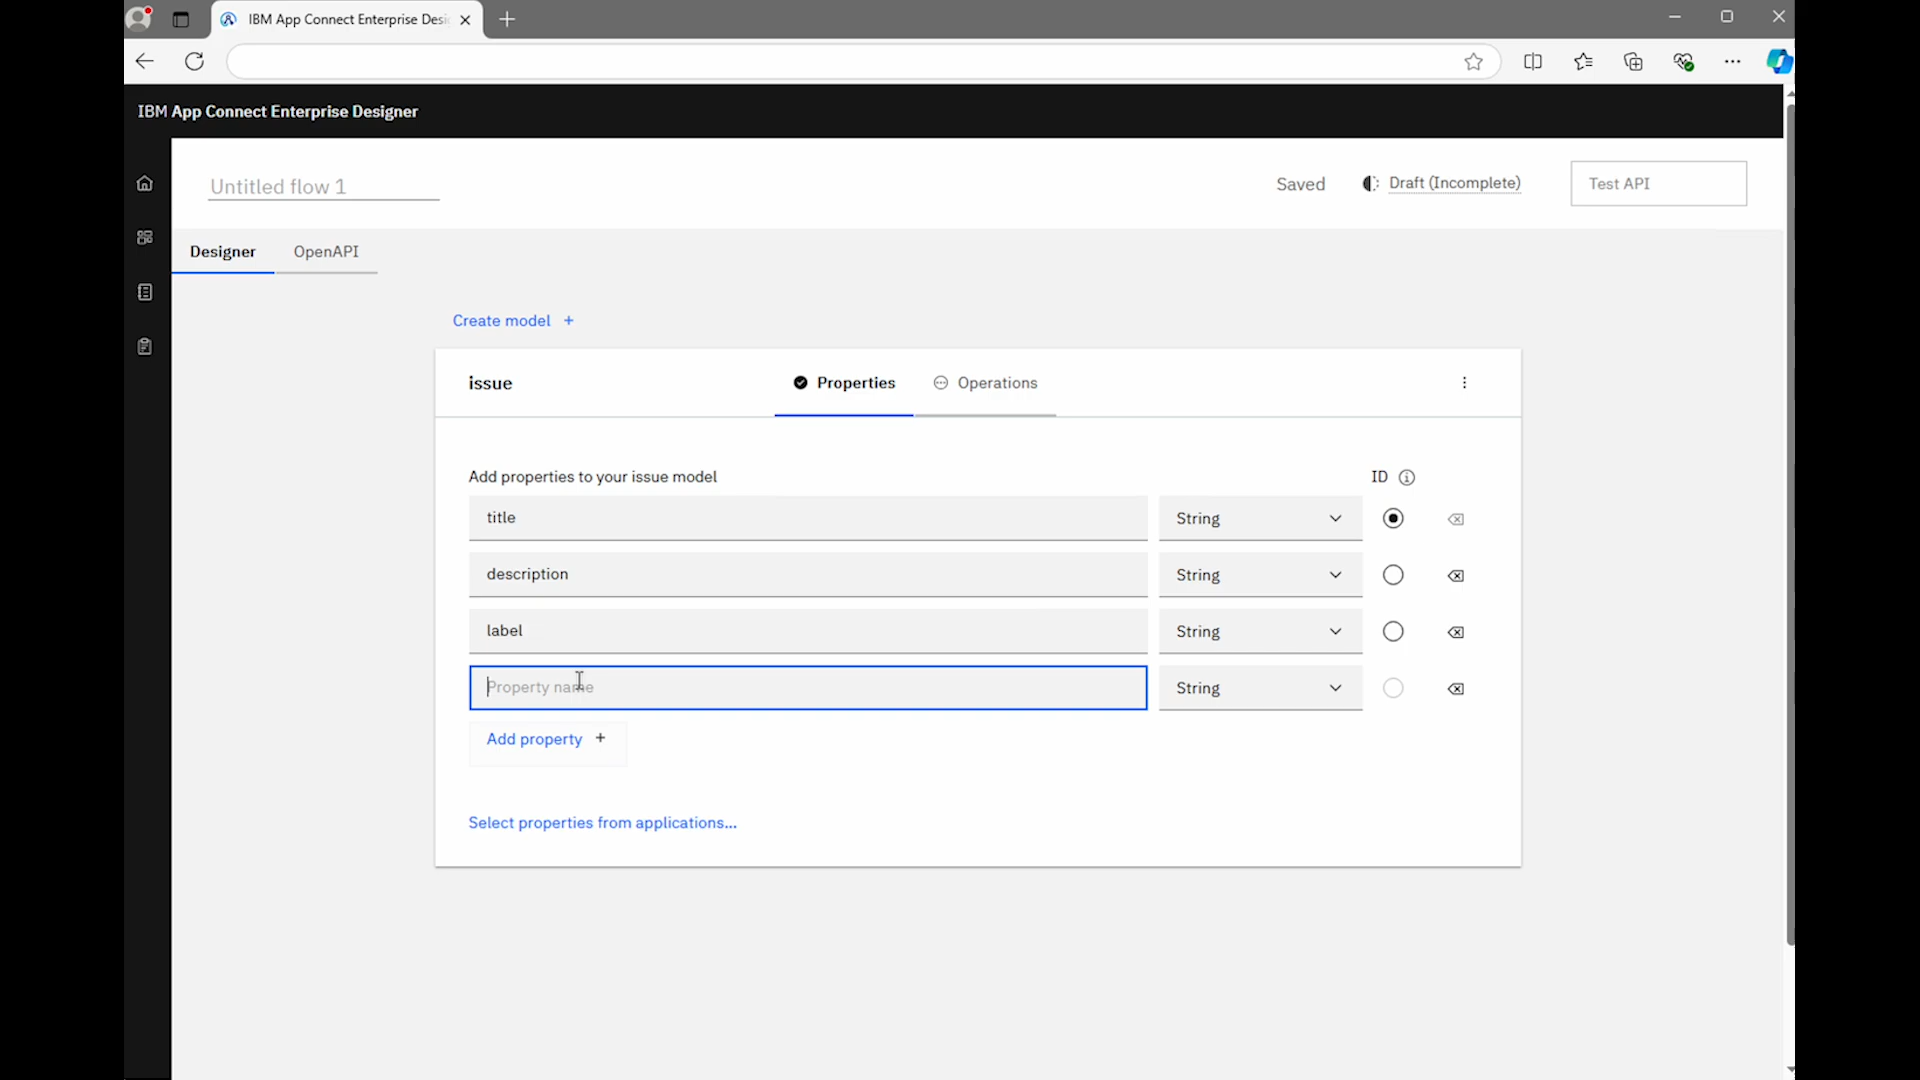 IBM App Connect Enterprise Desi
IBM App Connect Enterprise Designer
Untitled flow 1
Saved
Draft (Incomplete)
Test API
Designer
OpenAPI
Create model +
issue
Properties
Operations
Add properties to your issue model
ID
title
String
description
String
label
String
Property name
String
Add property +
Select properties from applications...